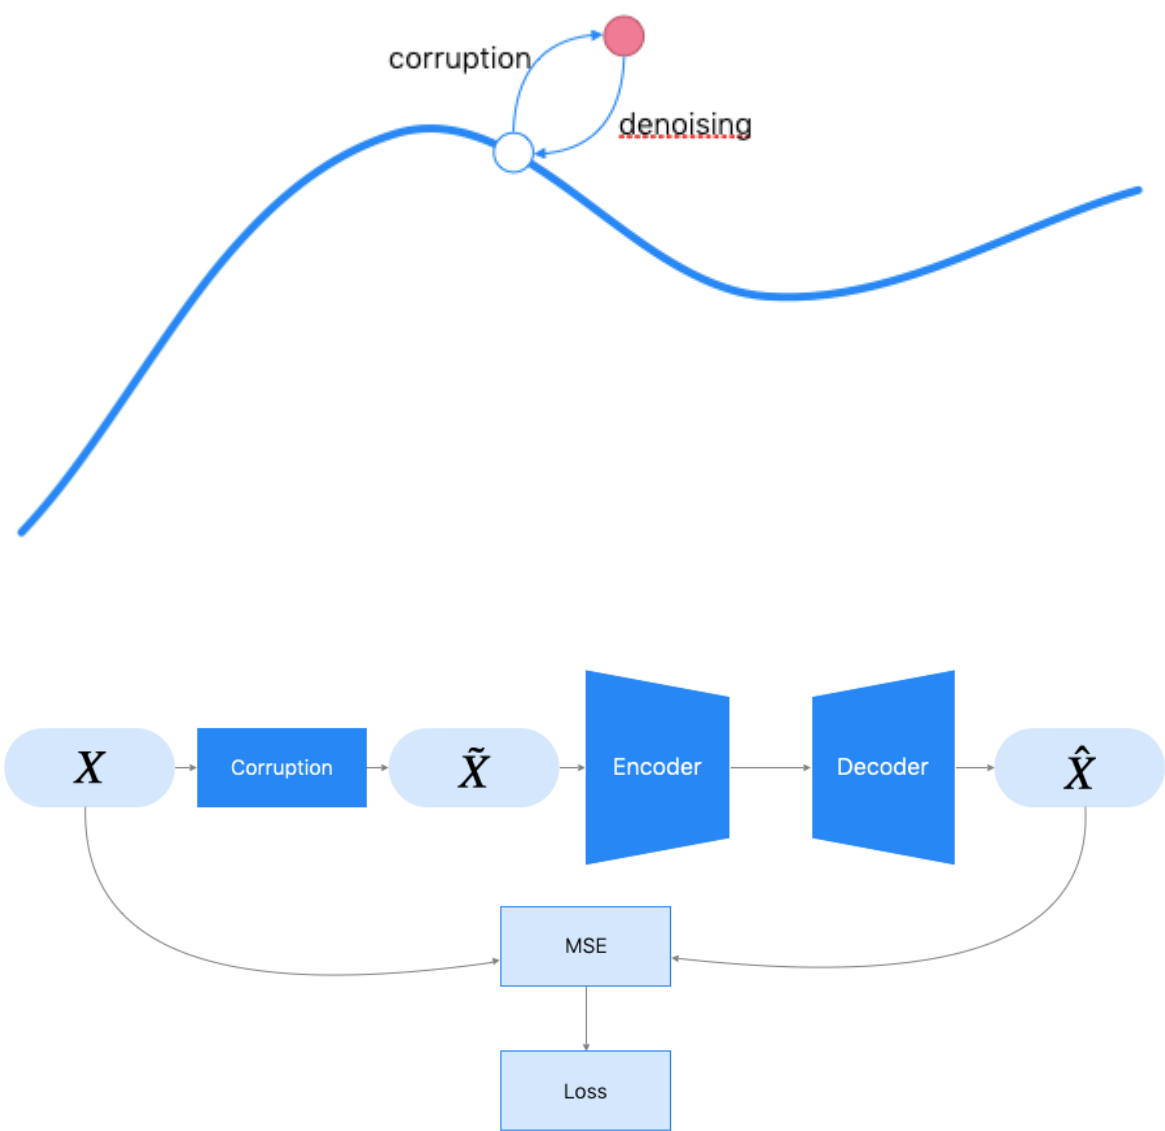 corruption
denoising
X
Corruption
X̃
Encoder
Decoder
X̂
MSE
Loss